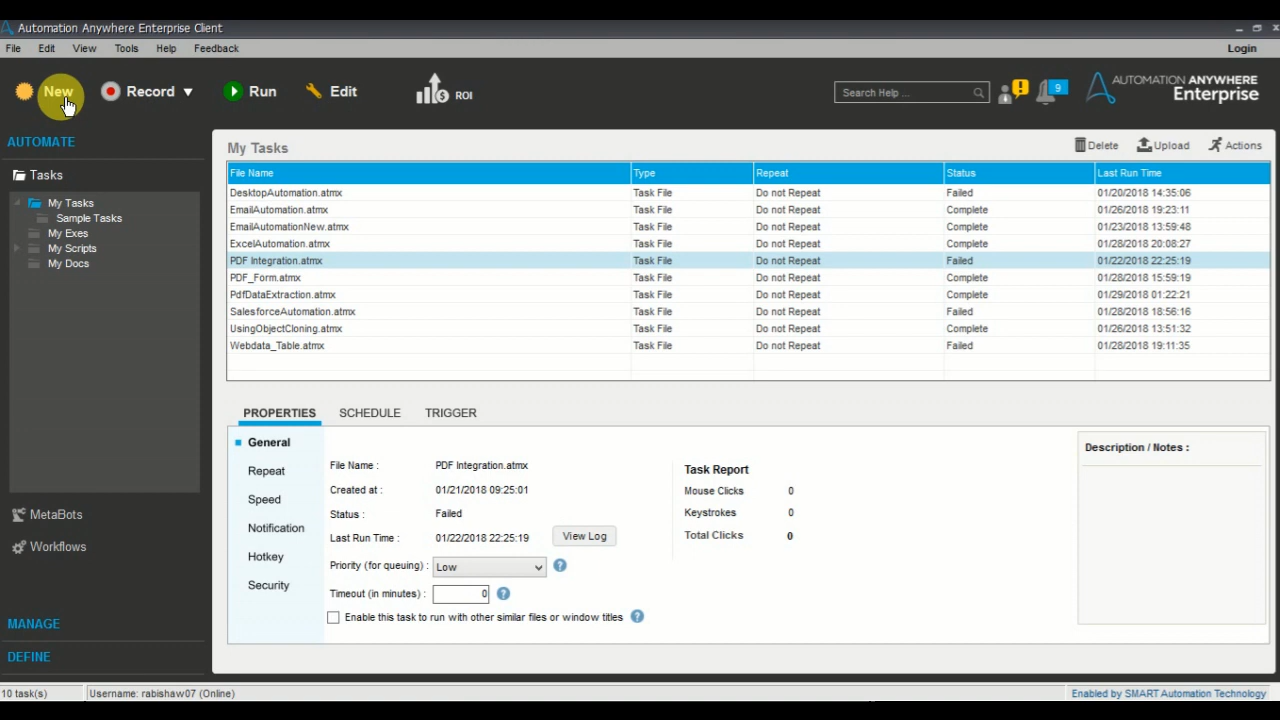 Automation Anywhere Enterprise Client
File Edit View Tools Help Feedback Login
New Record Run Edit ROI Search Help ... 9 AUTOMATION ANYWHERE
Enterprise
AUTOMATE
Tasks
My Tasks
Sample Tasks
My Exes
My Scripts
My Docs
MetaBots
Workflows
MANAGE
DEFINE
My Tasks Delete Upload Actions
File Name Type Repeat Status Last Run Time
DesktopAutomation.atmx Task File Do not Repeat Failed 01/20/2018 14:35:06
EmailAutomation.atmx Task File Do not Repeat Complete 01/26/2018 19:23:11
EmailAutomationNew.atmx Task File Do not Repeat Complete 01/23/2018 13:59:48
ExcelAutomation.atmx Task File Do not Repeat Complete 01/28/2018 20:08:27
PDF Integration.atmx Task File Do not Repeat Failed 01/22/2018 22:25:19
PDF_Form.atmx Task File Do not Repeat Complete 01/28/2018 15:59:19
PdfDataExtraction.atmx Task File Do not Repeat Complete 01/29/2018 01:22:21
SalesforceAutomation.atmx Task File Do not Repeat Failed 01/28/2018 18:56:16
UsingObjectCloning.atmx Task File Do not Repeat Complete 01/26/2018 13:51:32
Webdata_Table.atmx Task File Do not Repeat Failed 01/28/2018 19:11:35
PROPERTIES SCHEDULE TRIGGER
General
Repeat
Speed
Notification
Hotkey
Security
File Name : PDF Integration.atmx
Created at : 01/21/2018 09:25:01
Status : Failed
Last Run Time : 01/22/2018 22:25:19 View Log
Priority (for queuing) : Low ?
Timeout (in minutes) : 0 ?
Enable this task to run with other similar files or window titles ?
Task Report
Mouse Clicks 0
Keystrokes 0
Total Clicks 0
Description / Notes :
10 task(s) Username: rabishaw07 (Online) Enabled by SMART Automation Technology